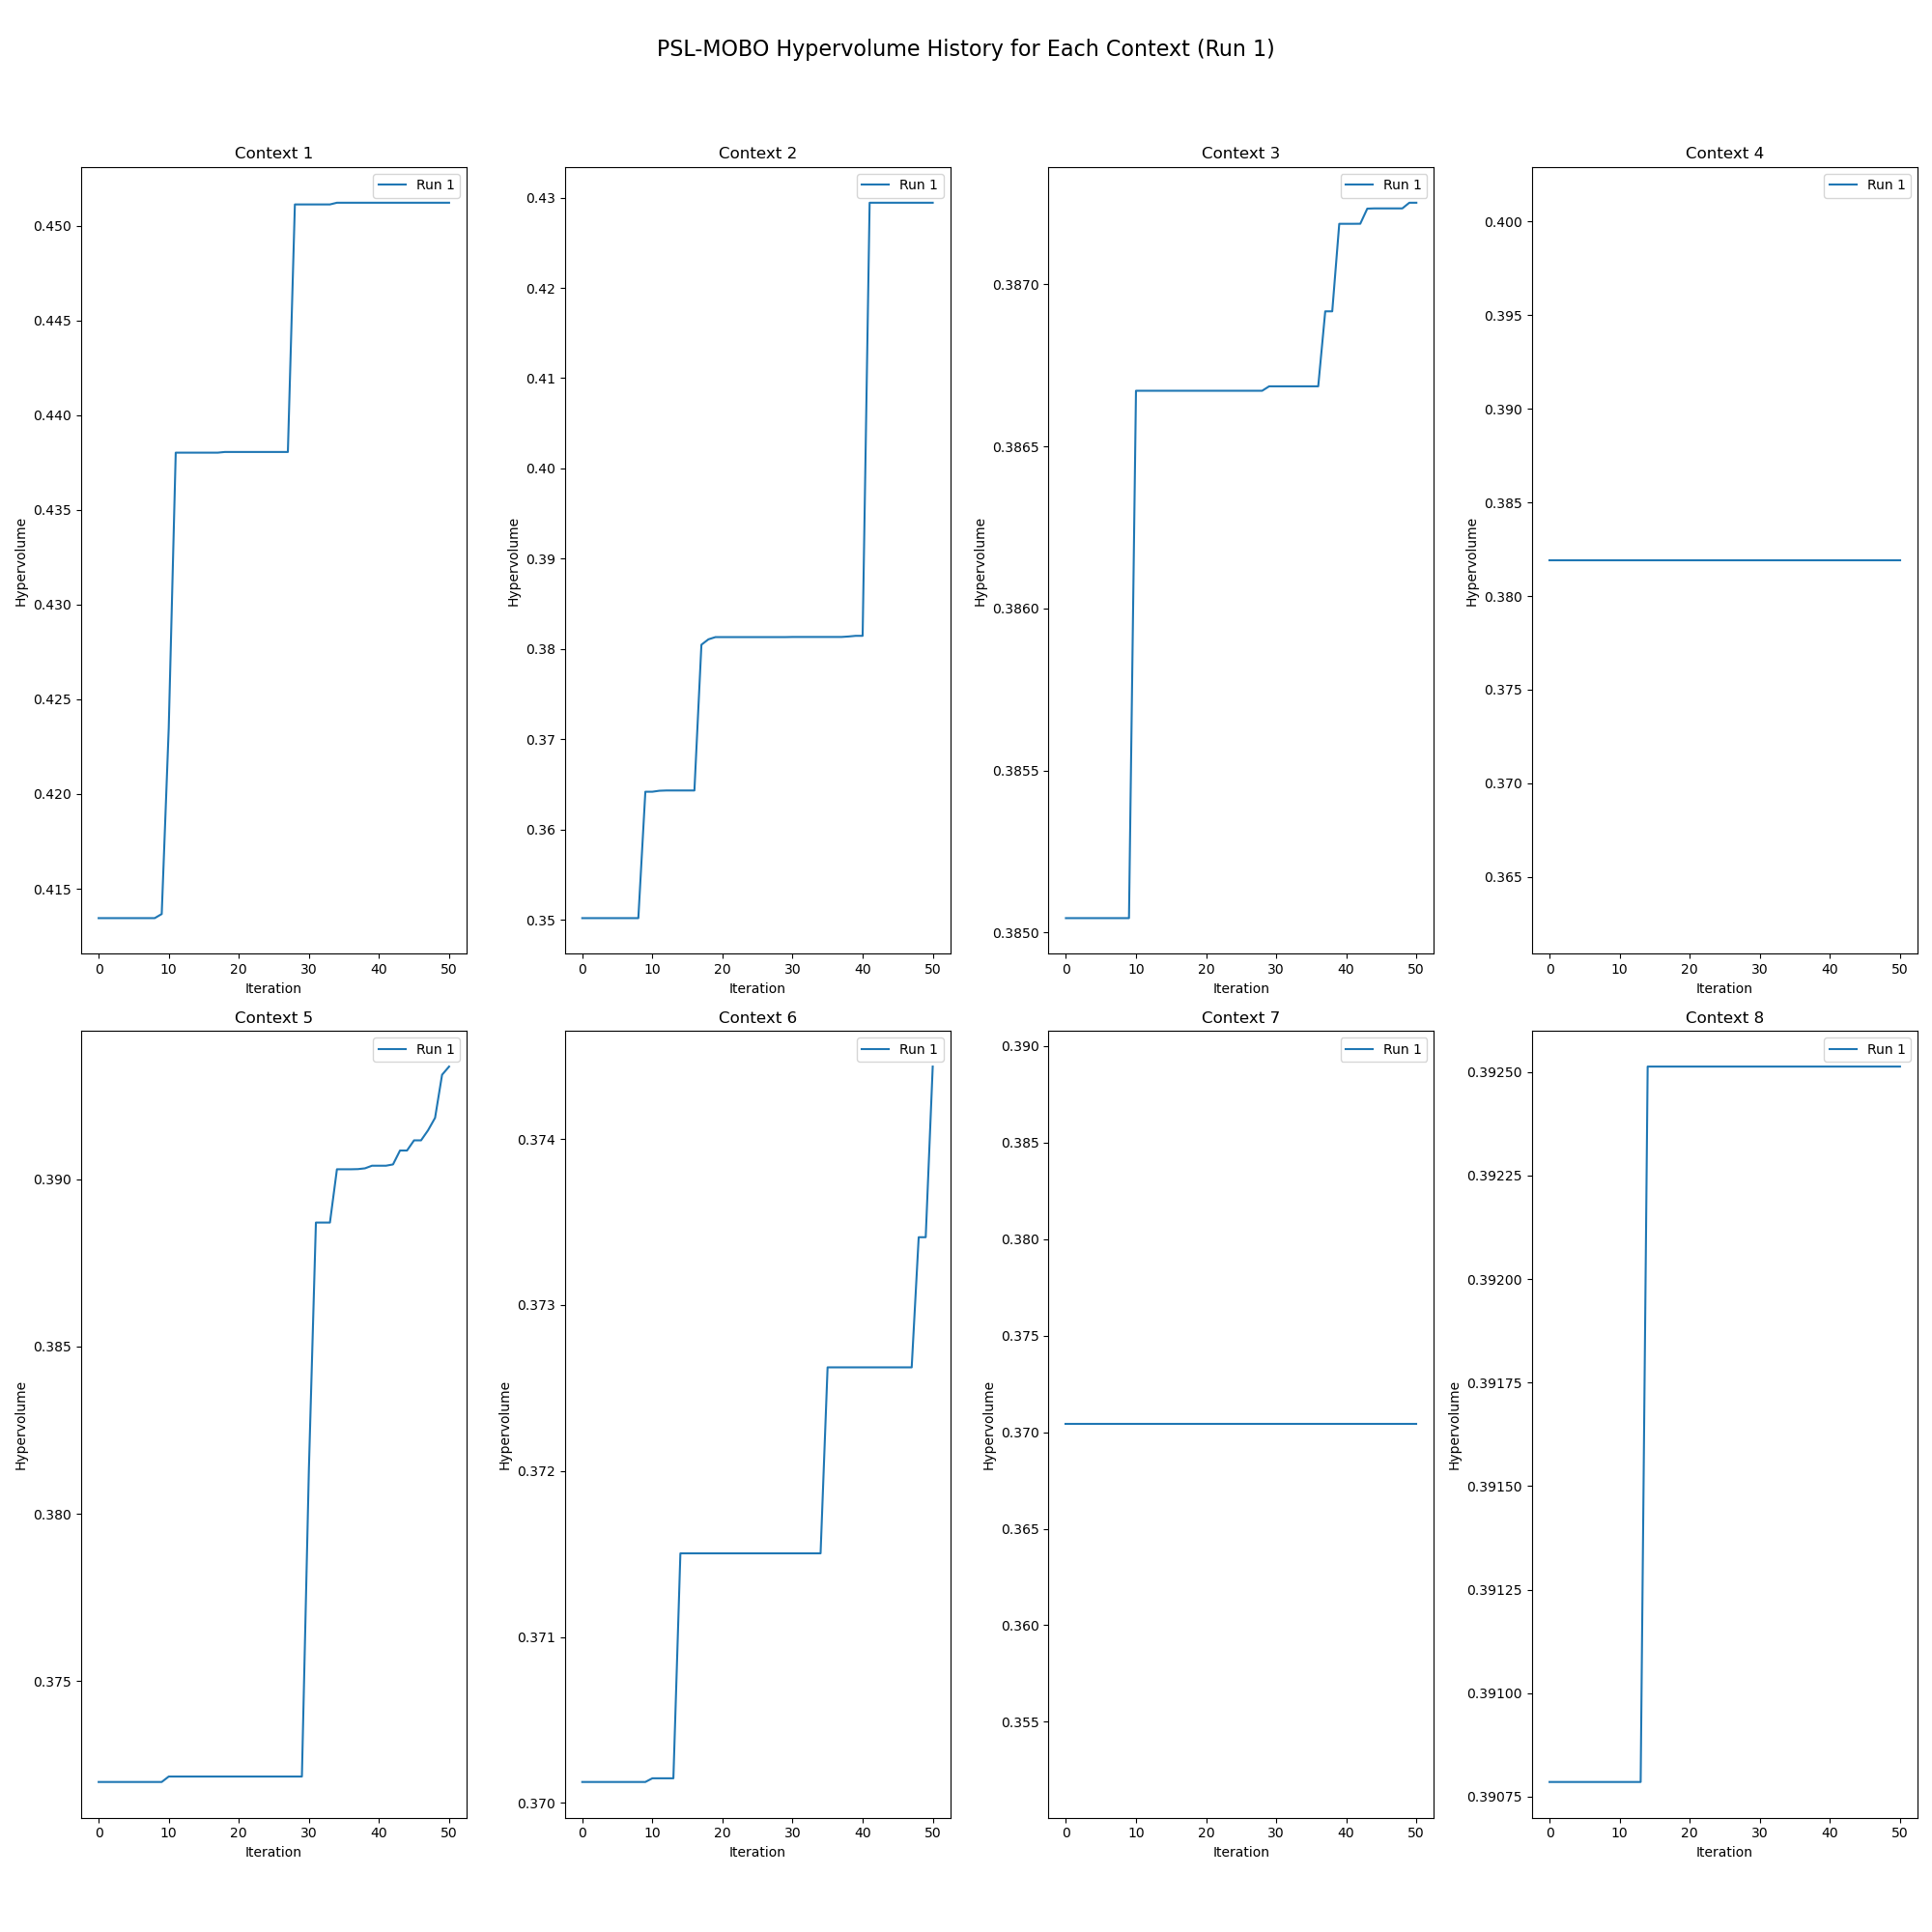 PSL-MOBO Hypervolume History for Each Context (Run 1)
Context 1
Run 1
0.450
0.445
0.440
0.435
0.430
0.425
0.420
0.415
Hypervolume
0 10 20 30 40 50
Iteration
Context 2
Run 1
0.43
0.42
0.41
0.40
0.39
0.38
0.37
0.36
0.35
Hypervolume
0 10 20 30 40 50
Iteration
Context 3
Run 1
0.3870
0.3865
0.3860
0.3855
0.3850
Hypervolume
0 10 20 30 40 50
Iteration
Context 4
Run 1
0.400
0.395
0.390
0.385
0.380
0.375
0.370
0.365
Hypervolume
0 10 20 30 40 50
Iteration
Context 5
Run 1
0.390
0.385
0.380
0.375
Hypervolume
0 10 20 30 40 50
Iteration
Context 6
Run 1
0.374
0.373
0.372
0.371
0.370
Hypervolume
0 10 20 30 40 50
Iteration
Context 7
Run 1
0.390
0.385
0.380
0.375
0.370
0.365
0.360
0.355
Hypervolume
0 10 20 30 40 50
Iteration
Context 8
Run 1
0.39250
0.39225
0.39200
0.39175
0.39150
0.39125
0.39100
0.39075
Hypervolume
0 10 20 30 40 50
Iteration